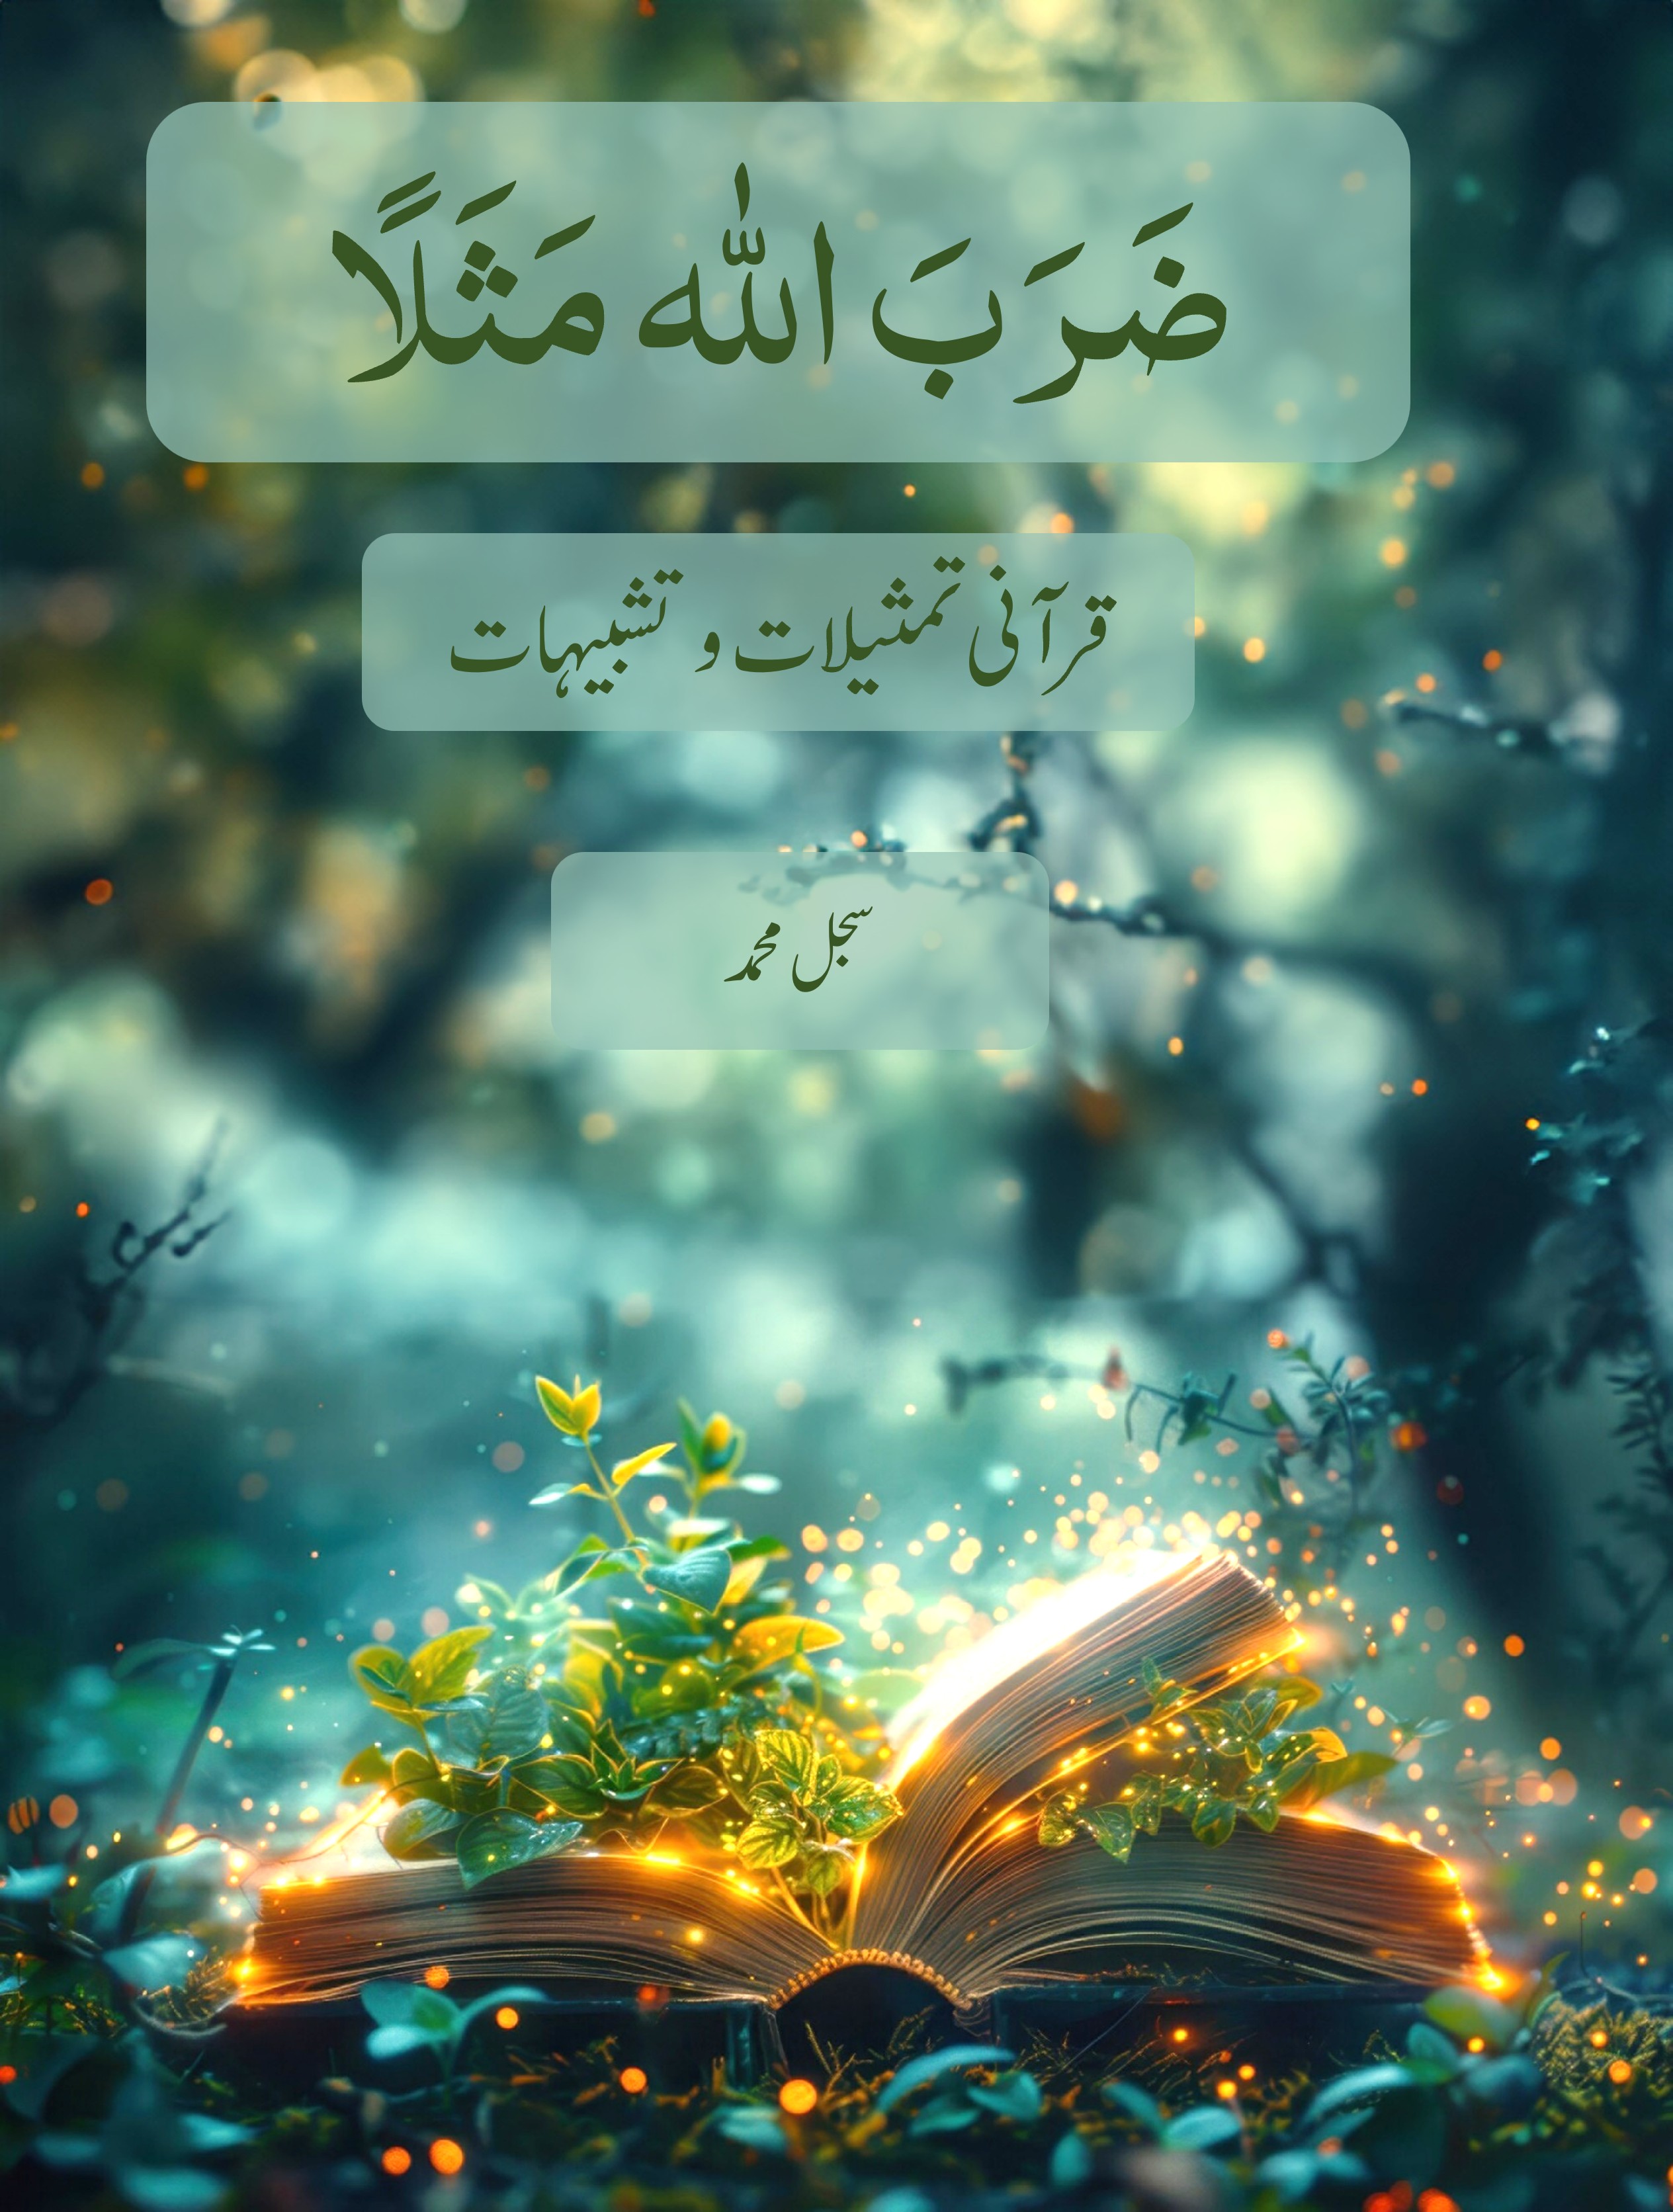 ضَرَبَ اللّٰه مَثَلًا
قرآنی تمثیلات و تشبیہات
سجل محمد